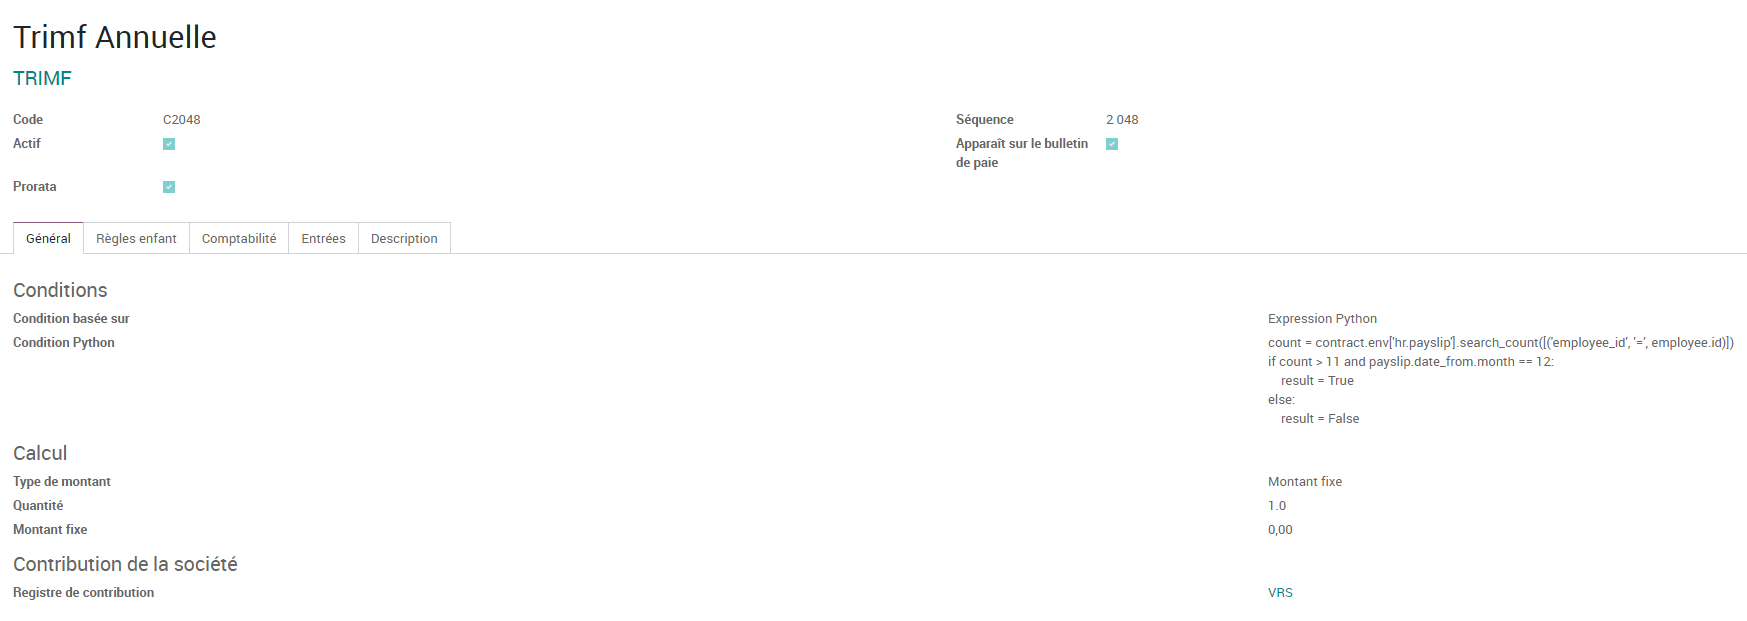 Trimf Annuelle
TRIMF
Code C2048 Séquence 2 048
Actif Apparaît sur le bulletin
de paie
Prorata
Général Règles enfant Comptabilité Entrées Description
Conditions
Condition basée sur Expression Python
Condition Python count = contract.env['hr.payslip'].search_count([('employee_id', '=', employee.id)])
if count > 11 and payslip.date_from.month == 12:
result = True
else:
result = False
Calcul
Type de montant Montant fixe
Quantité 1.0
Montant fixe 0,00
Contribution de la société
Registre de contribution VRS